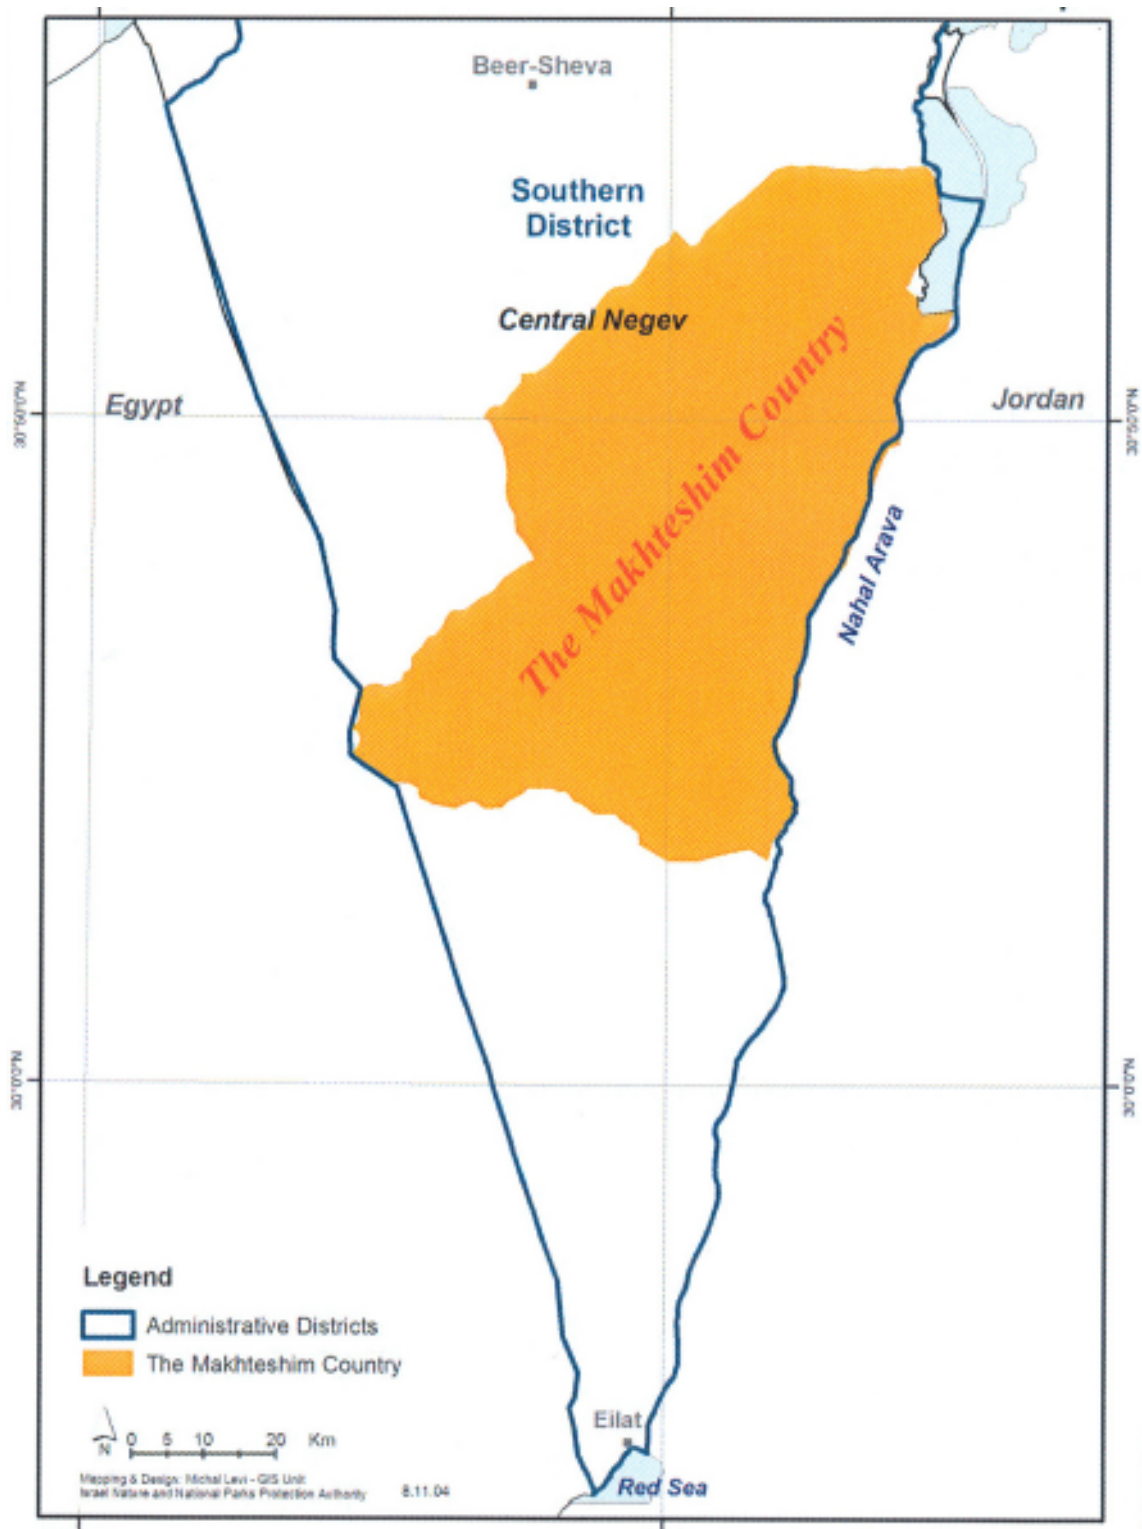 Beer-Sheva
Southern
District
Central Negev
Egypt
Jordan
30°50'0"N
30°50'0"N
The Makhteshim Country
Nahal Arava
30°0'0"N
30°0'0"N
Legend
Administrative Districts
The Makhteshim Country
N
0 5 10 20 Km
Mapping & Design: Michal Levi - GIS Unit
Israel Nature and National Parks Protection Authority
8.11.04
Eilat
Red Sea